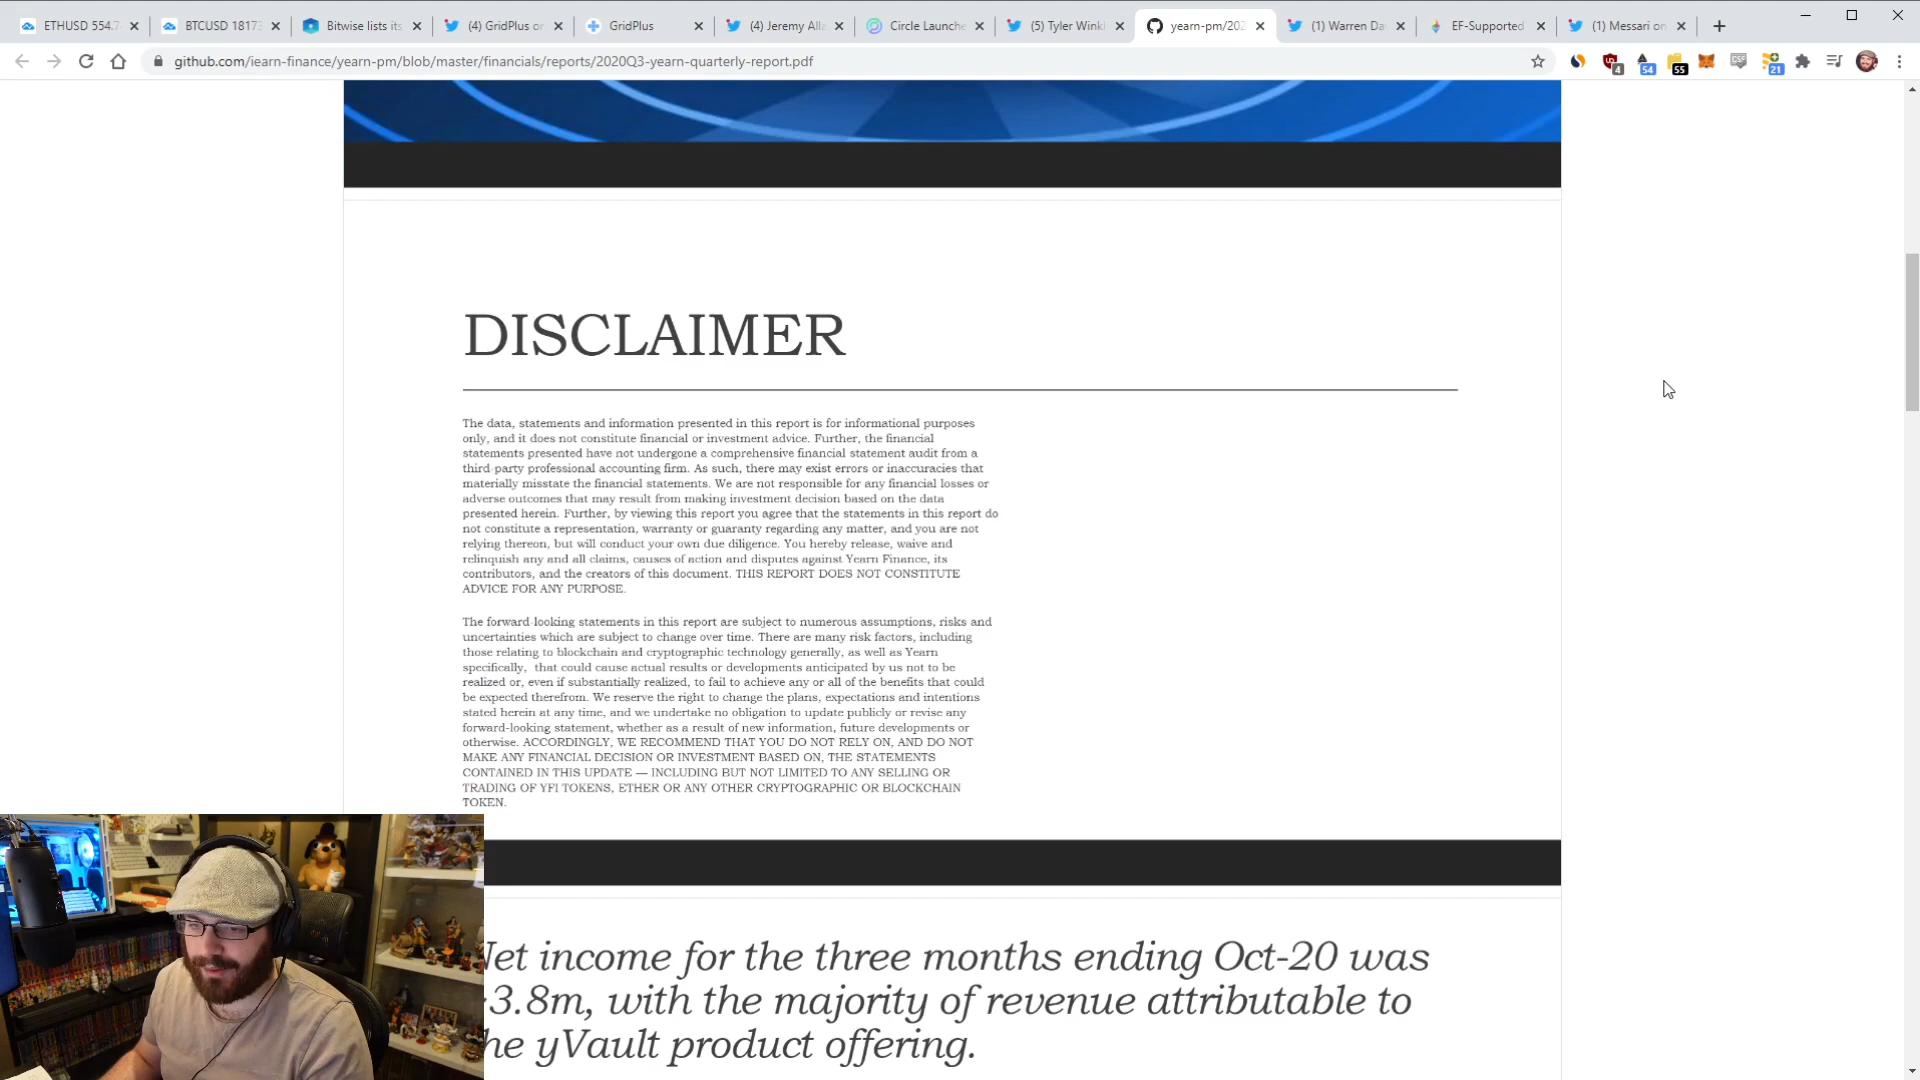 ETHUSD 554.7
BTCUSD 18173
Bitwise lists its
(4) GridPlus or
GridPlus
(4) Jeremy Alla
Circle Launche
(5) Tyler Winkl
yearn-pm/202
(1) Warren Da
EF-Supported
(1) Messari on
github.com/iearn-finance/yearn-pm/blob/master/financials/reports/2020Q3-yearn-quarterly-report.pdf
4
54
55
21
DISCLAIMER
The data, statements and information presented in this report is for informational purposes
only, and it does not constitute financial or investment advice. Further, the financial
statements presented have not undergone a comprehensive financial statement audit from a
third-party professional accounting firm. As such, there may exist errors or inaccuracies that
materially misstate the financial statements. We are not responsible for any financial losses or
adverse outcomes that may result from making investment decision based on the data
presented herein. Further, by viewing this report you agree that the statements in this report do
not constitute a representation, warranty or guaranty regarding any matter, and you are not
relying thereon, but will conduct your own due diligence. You hereby release, waive and
relinquish any and all claims, causes of action and disputes against Yearn Finance, its
contributors, and the creators of this document. THIS REPORT DOES NOT CONSTITUTE
ADVICE FOR ANY PURPOSE.
The forward-looking statements in this report are subject to numerous assumptions, risks and
uncertainties which are subject to change over time. There are many risk factors, including
those relating to blockchain and cryptographic technology generally, as well as Yearn
specifically, that could cause actual results or developments anticipated by us not to be
realized or, even if substantially realized, to fail to achieve any or all of the benefits that could
be expected therefrom. We reserve the right to change the plans, expectations and intentions
stated herein at any time, and we undertake no obligation to update publicly or revise any
forward-looking statement, whether as a result of new information, future developments or
otherwise. ACCORDINGLY, WE RECOMMEND THAT YOU DO NOT RELY ON, AND DO NOT
MAKE ANY FINANCIAL DECISION OR INVESTMENT BASED ON, THE STATEMENTS
CONTAINED IN THIS UPDATE — INCLUDING BUT NOT LIMITED TO ANY SELLING OR
TRADING OF YFI TOKENS, ETHER OR ANY OTHER CRYPTOGRAPHIC OR BLOCKCHAIN
TOKEN.
Net income for the three months ending Oct-20 was
3.8m, with the majority of revenue attributable to
he yVault product offering.